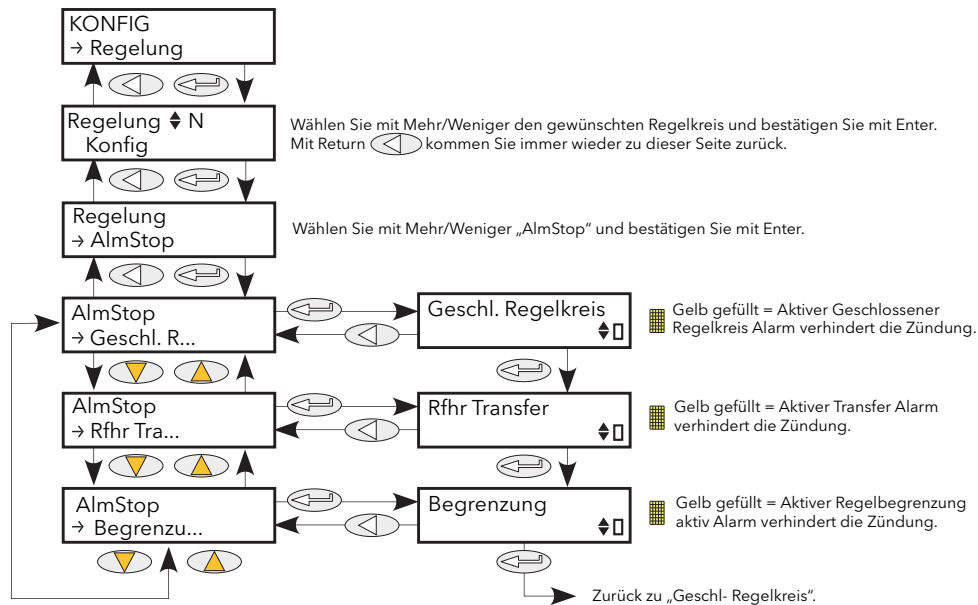 KONFIG
→ Regelung
Regelung N
Konfig
Wählen Sie mit Mehr/Weniger den gewünschten Regelkreis und bestätigen Sie mit Enter.
Mit Return kommen Sie immer wieder zu dieser Seite zurück.
Regelung
→ AlmStop
Wählen Sie mit Mehr/Weniger „AlmStop" und bestätigen Sie mit Enter.
AlmStop
→ Geschl. R...
Geschl. Regelkreis
Gelb gefüllt = Aktiver Geschlossener
Regelkreis Alarm verhindert die Zündung.
AlmStop
→ Rfhr Tra...
Rfhr Transfer
Gelb gefüllt = Aktiver Transfer Alarm
verhindert die Zündung.
AlmStop
→ Begrenzu...
Begrenzung
Gelb gefüllt = Aktiver Regelbegrenzung
aktiv Alarm verhindert die Zündung.
Zurück zu „Geschl- Regelkreis".